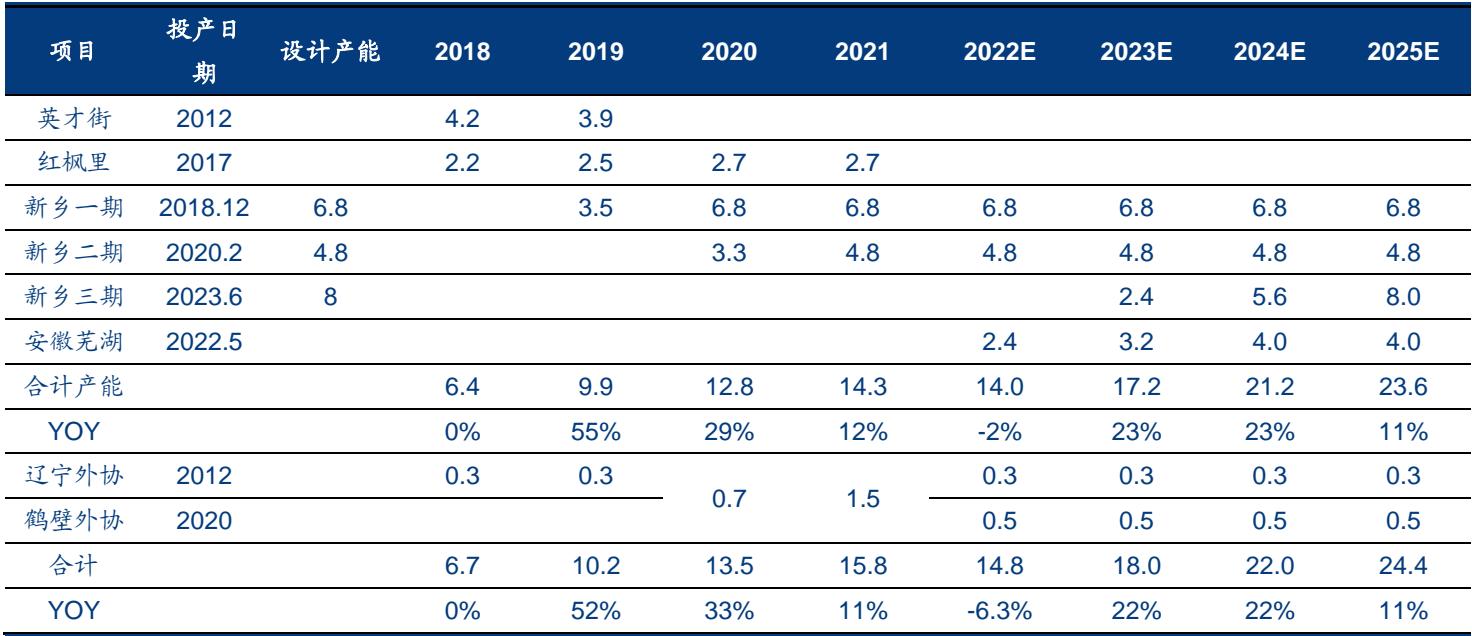 项目 投产日期 设计产能 2018 2019 2020 2021 2022E 2023E 2024E 2025E
英才街 2012 4.2 3.9
红枫里 2017 2.2 2.5 2.7 2.7
新乡一期 2018.12 6.8 3.5 6.8 6.8 6.8 6.8 6.8 6.8
新乡二期 2020.2 4.8 3.3 4.8 4.8 4.8 4.8 4.8
新乡三期 2023.6 8 2.4 5.6 8.0
安徽芜湖 2022.5 2.4 3.2 4.0 4.0
合计产能 6.4 9.9 12.8 14.3 14.0 17.2 21.2 23.6
YOY 0% 55% 29% 12% -2% 23% 23% 11%
辽宁外协 2012 0.3 0.3 0.7 1.5 0.3 0.3 0.3 0.3
鹤壁外协 2020 0.5 0.5 0.5 0.5
合计 6.7 10.2 13.5 15.8 14.8 18.0 22.0 24.4
YOY 0% 52% 33% 11% -6.3% 22% 22% 11%